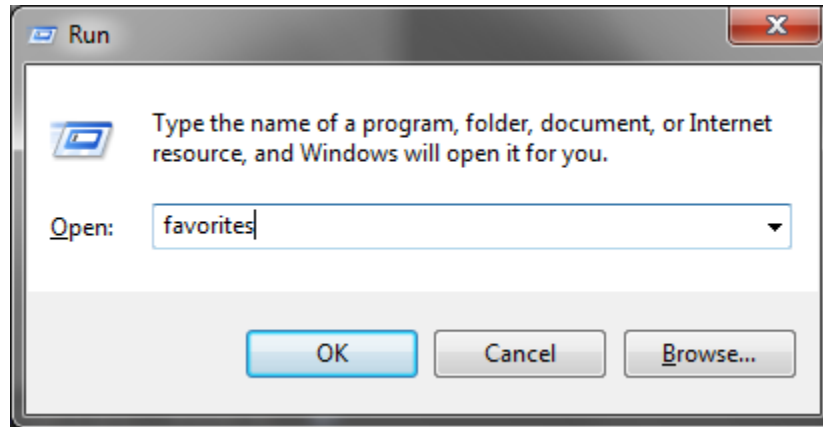 Run
Type the name of a program, folder, document, or Internet
resource, and Windows will open it for you.
Open: favorites
OK Cancel Browse...